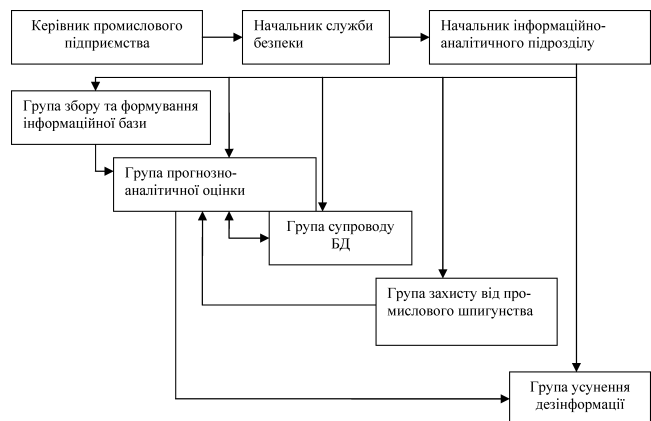 Керівник промислового
підприємства
Начальник служби
безпеки
Начальник інформаційно-
аналітичного підрозділу
Група збору та формування
інформаційної бази
Група прогнозно-
аналітичної оцінки
Група супроводу
БД
Група захисту від про-
мислового шпигунства
Група усунення
дезінформації